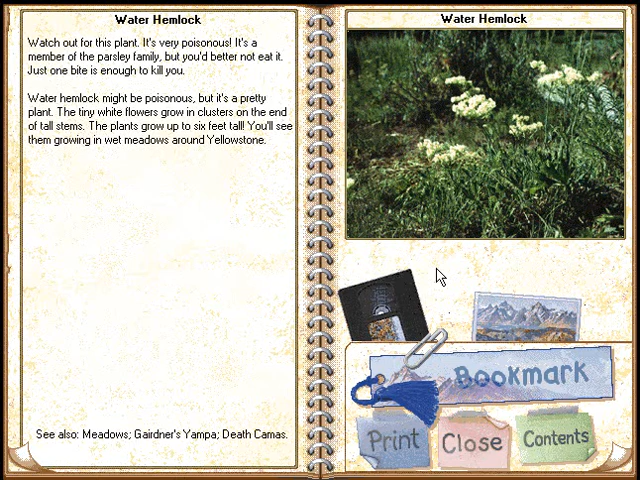 Water Hemlock
Watch out for this plant. It's very poisonous! It's a
member of the parsley family, but you'd better not eat it.
Just one bite is enough to kill you.
Water hemlock might be poisonous, but it's a pretty
plant. The tiny white flowers grow in clusters on the end
of tall stems. The plants grow up to six feet tall! You'll see
them growing in wet meadows around Yellowstone.
See also: Meadows; Gairdner's Yampa; Death Camas.
Water Hemlock
Bookmark
Print
Close
Contents